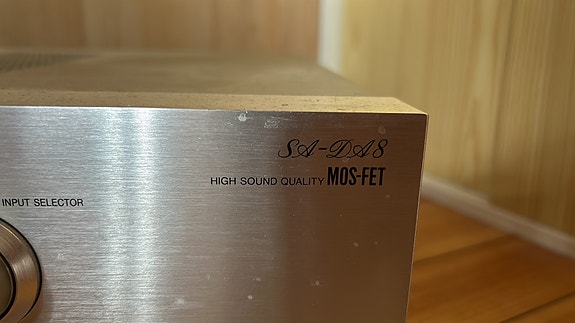 SA-DA8
HIGH SOUND QUALITY MOS-FET
INPUT SELECTOR